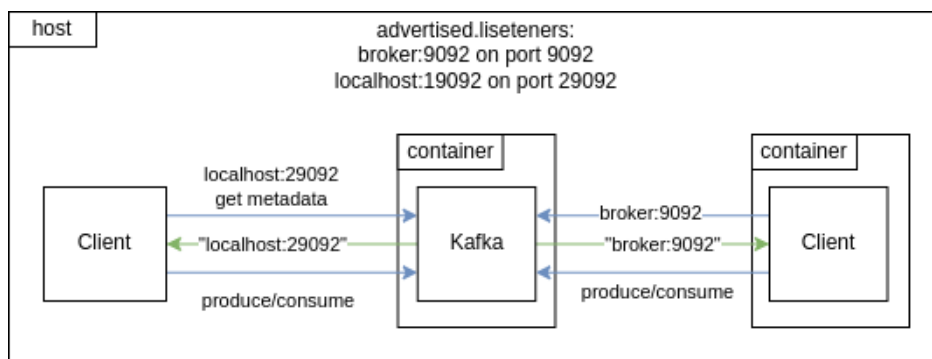 host
advertised.liseteners:
broker:9092 on port 9092
localhost:19092 on port 29092
container
container
localhost:29092
get metadata
broker:9092
Client
"localhost:29092"
Kafka
"broker:9092"
Client
produce/consume
produce/consume